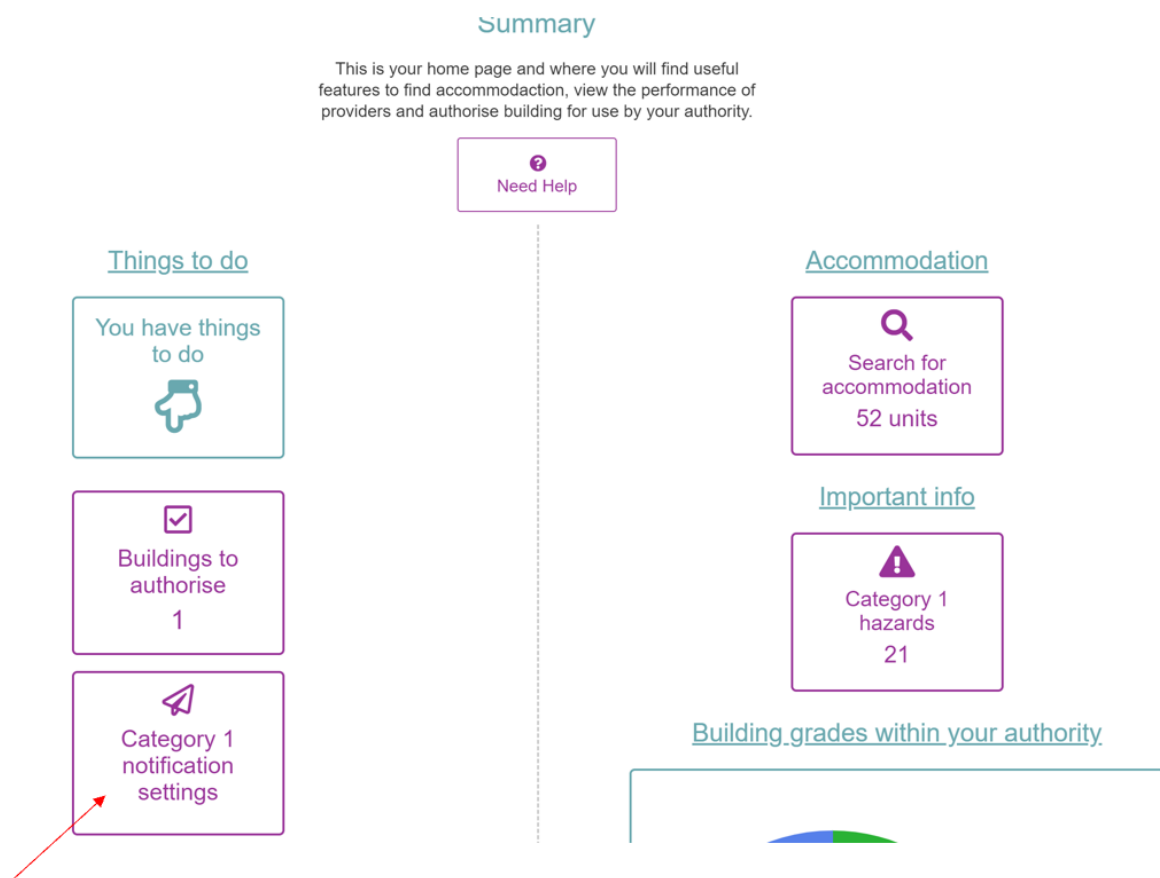 Summary
This is your home page and where you will find useful
features to find accommodaction, view the performance of
providers and authorise building for use by your authority.
Need Help
Things to do
You have things
to do
Buildings to
authorise
1
Category 1
notification
settings
Accommodation
Search for
accommodation
52 units
Important info
Category 1
hazards
21
Building grades within your authority